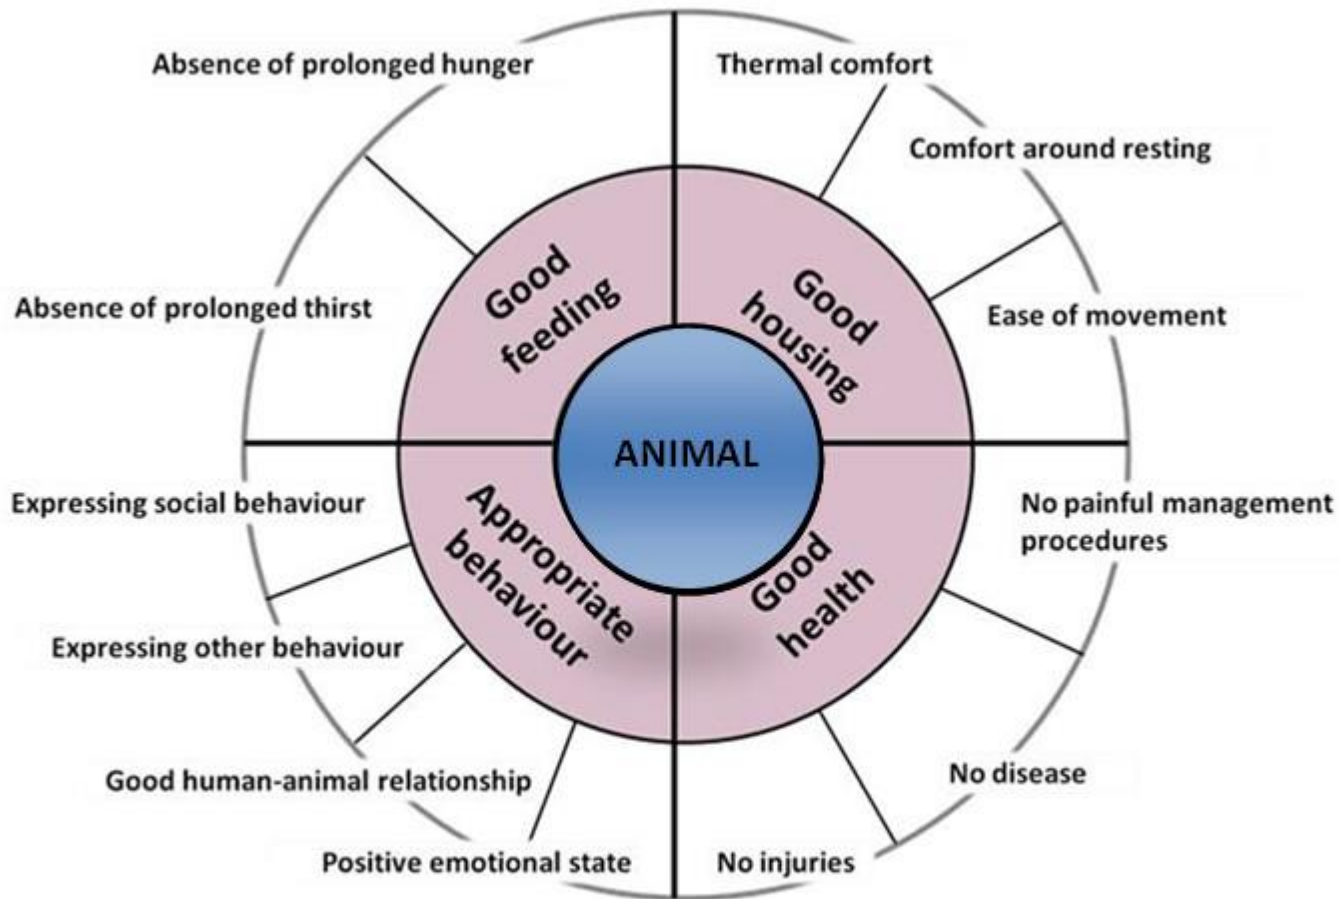 Absence of prolonged hunger
Thermal comfort
Comfort around resting
Absence of prolonged thirst
Good
feeding
Good
housing
Ease of movement
ANIMAL
Expressing social behaviour
Appropriate
behaviour
Good
health
No painful management
procedures
Expressing other behaviour
Good human-animal relationship
No disease
Positive emotional state
No injuries